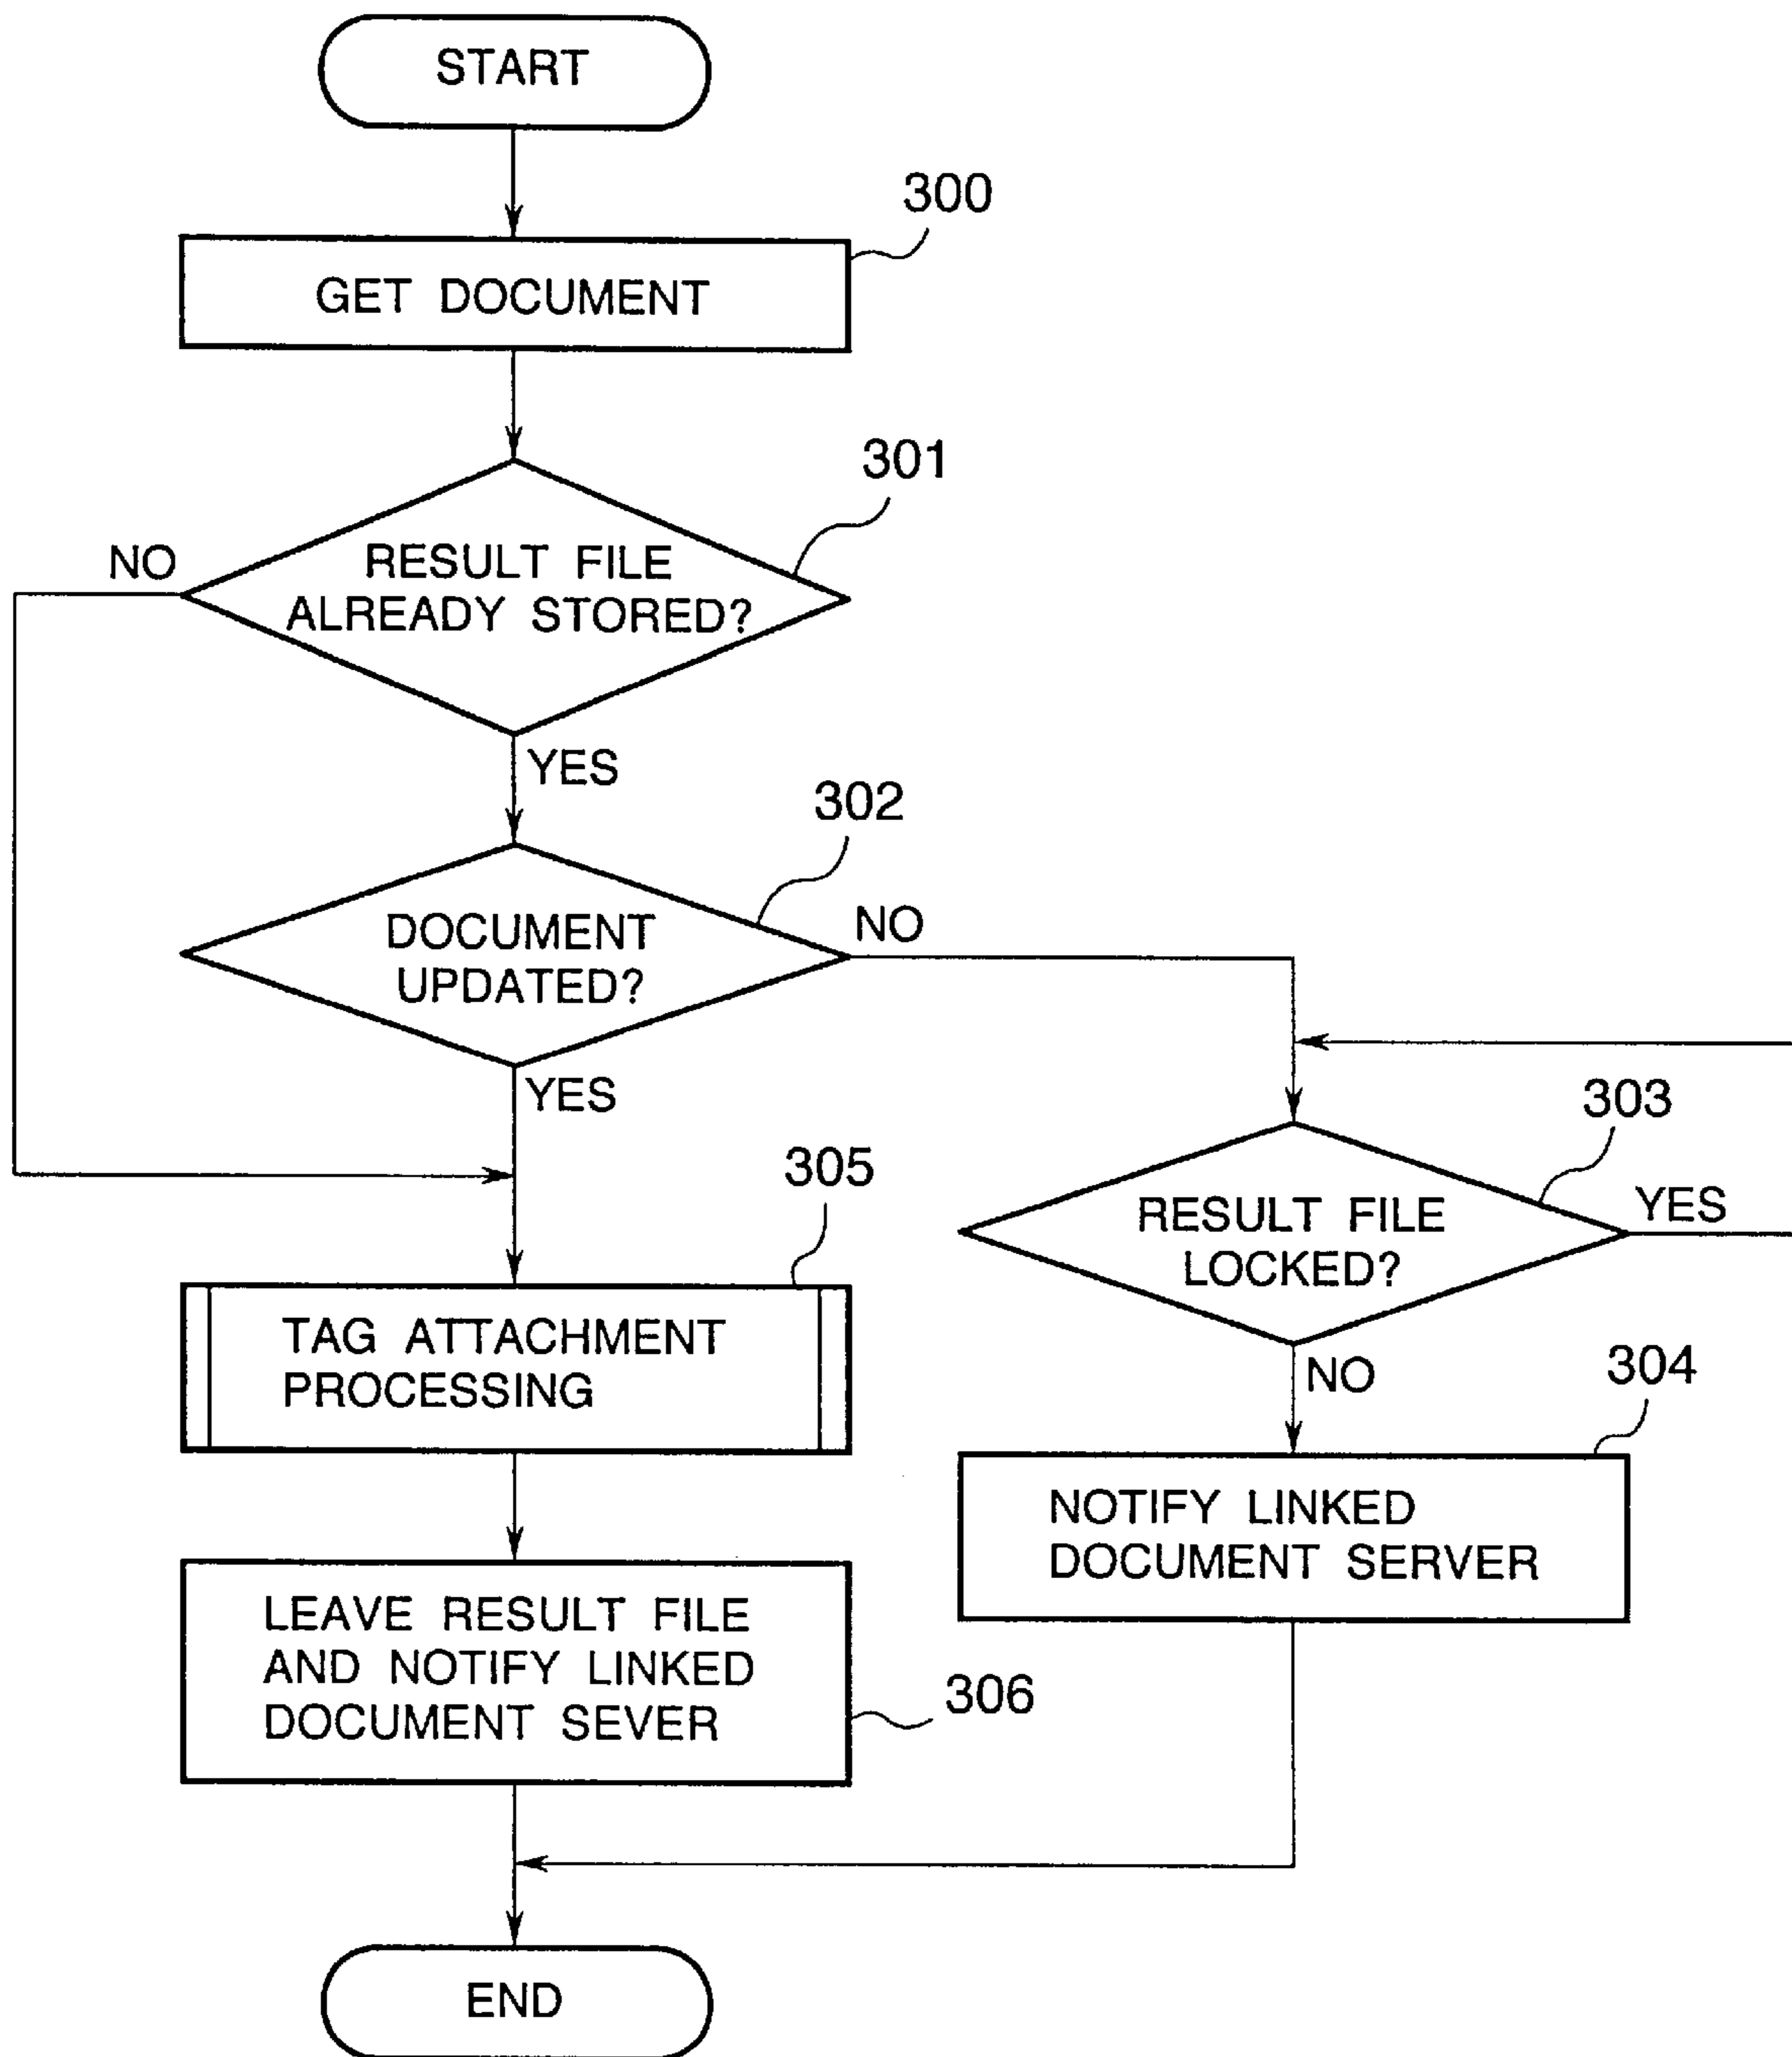 START
300
GET DOCUMENT
301
NO
RESULT FILE
ALREADY STORED?
YES
302
DOCUMENT
UPDATED?
NO
YES
303
RESULT FILE
LOCKED?
YES
305
TAG ATTACHMENT
PROCESSING
NO
304
NOTIFY LINKED
DOCUMENT SERVER
LEAVE RESULT FILE
AND NOTIFY LINKED
DOCUMENT SEVER
306
END